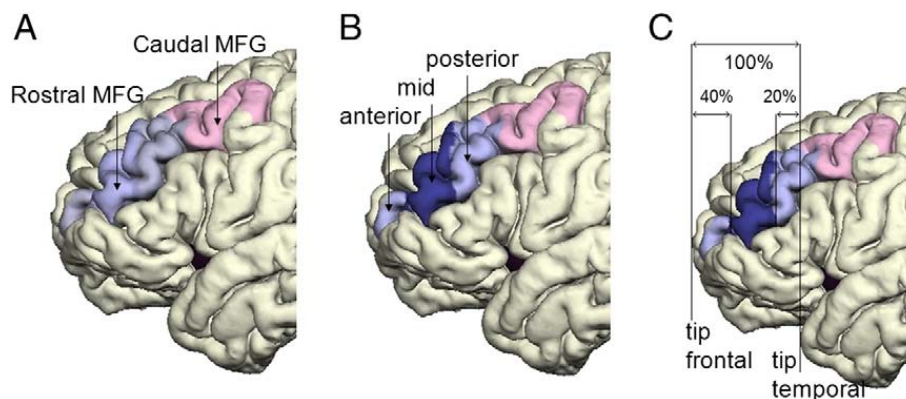 A
Caudal MFG
Rostral MFG
B
posterior
mid
anterior
C
100%
40%
20%
tip
frontal
tip
temporal